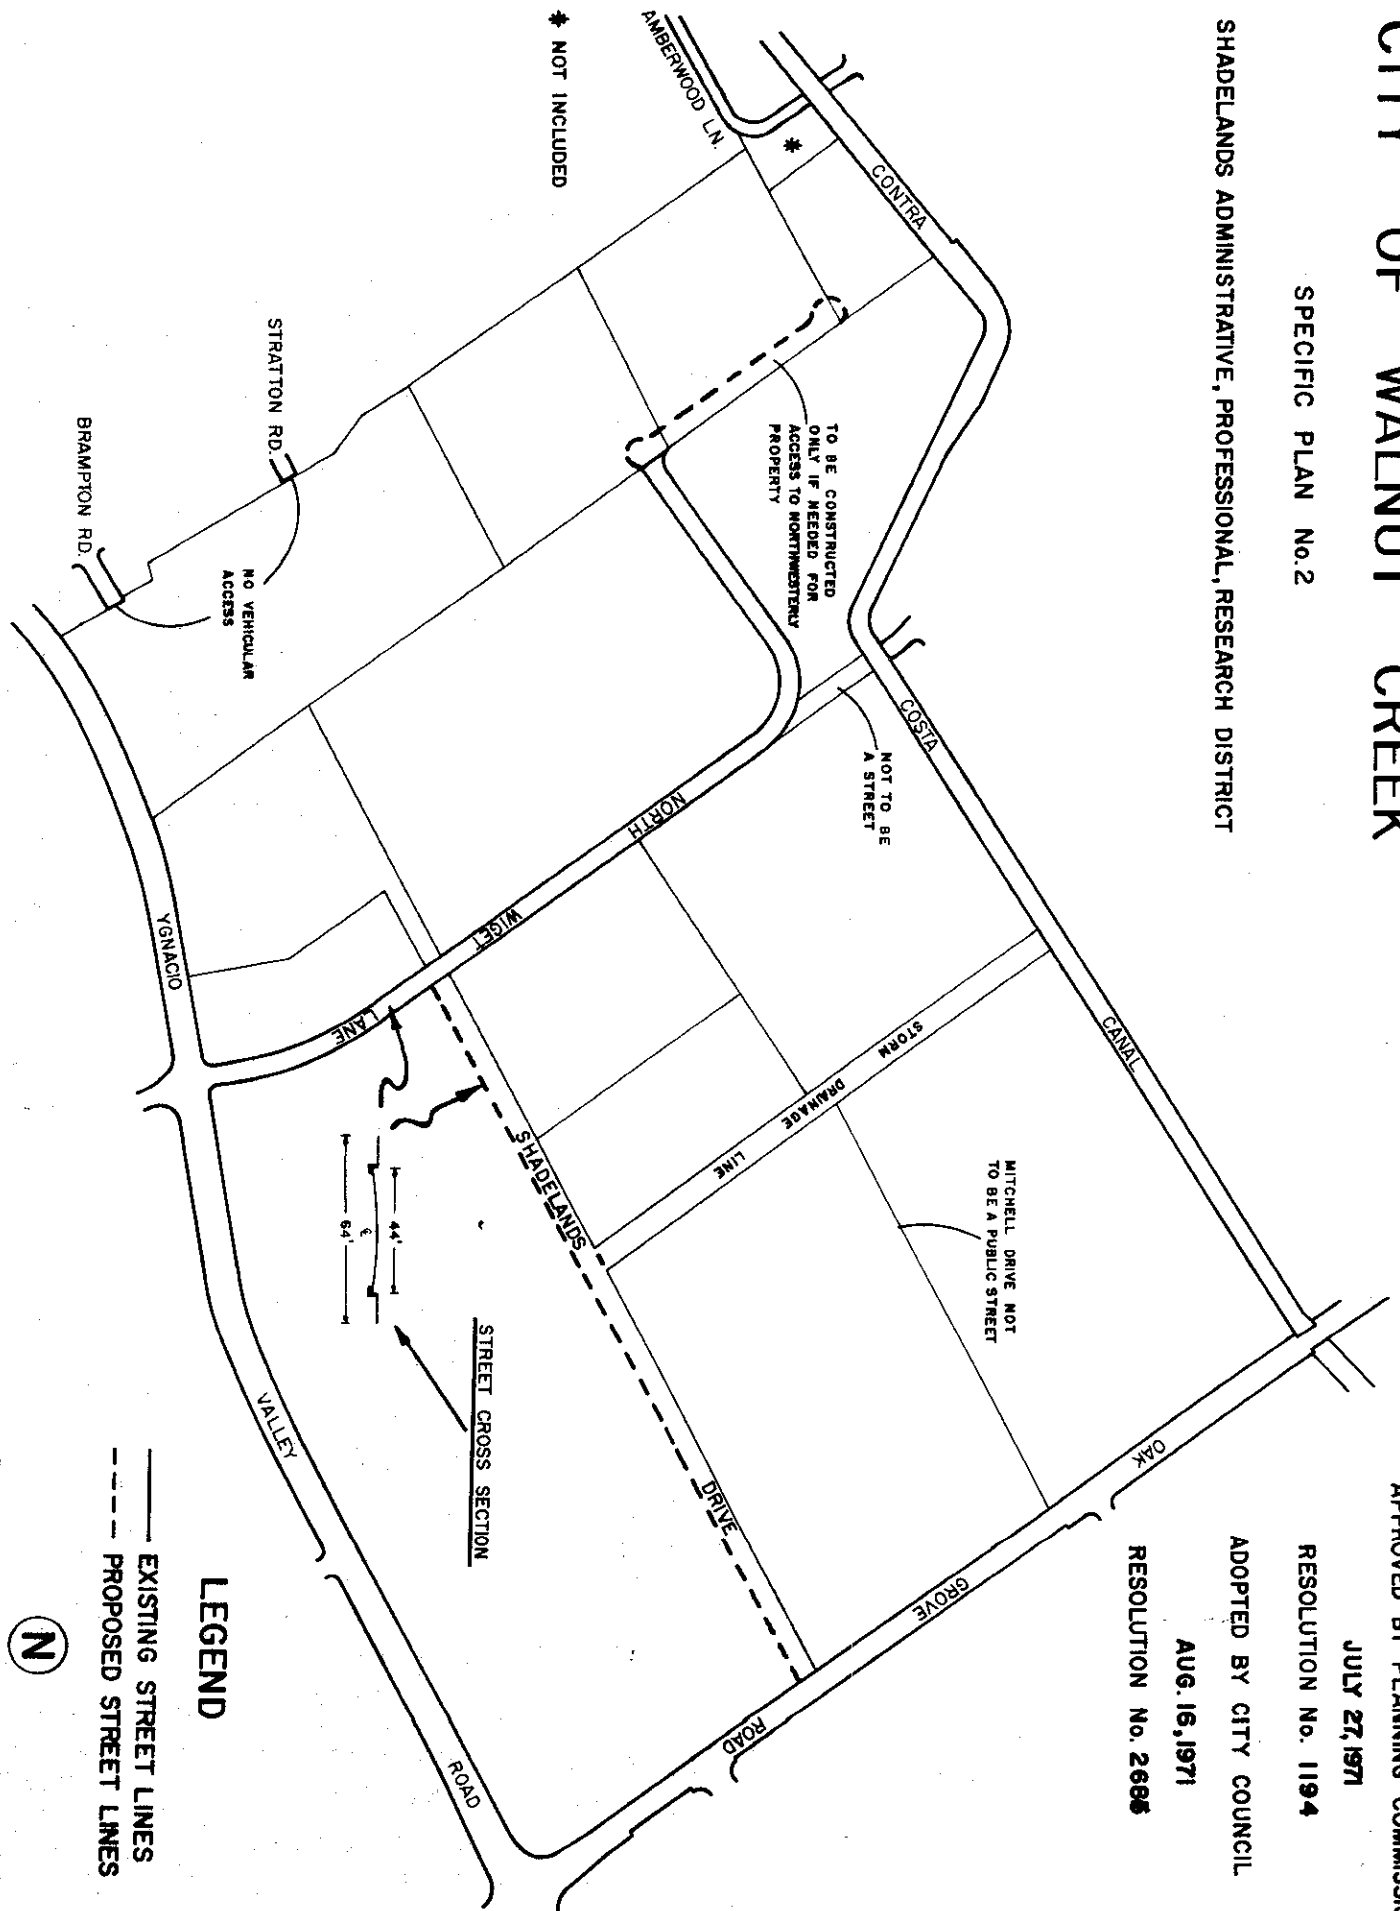 CITY OF WALNUT CREEK
SPECIFIC PLAN No.2
SHADELANDS ADMINISTRATIVE, PROFESSIONAL, RESEARCH DISTRICT
APPROVED BY PLANNING
JULY 27, 1971
RESOLUTION No. 1194
ADOPTED BY CITY COUNCIL
AUG. 16, 1971
RESOLUTION No.
* NOT INCLUDED
AMBERWOOD LN.
*
CONTRA
COSTA
CANAL
TO BE CONSTRUCTED
ONLY IF NEEDED FOR
ACCESS TO NORTHWESTERLY
PROPERTY
NOT TO BE
A STREET
STRATTON RD.
BRAMPTON RD.
NO VEHICULAR
ACCESS
NORTH
WIGET
LANE
STORM
DRAINAGE
LINE
MITCHELL DRIVE NOT
TO BE A PUBLIC STREET
SHADELANDS
DRIVE
OAK
GROVE
ROAD
YGNACIO
VALLEY
ROAD
44'
℄
64'
STREET CROSS SECTION
LEGEND
EXISTING STREET LINES
PROPOSED STREET LINES
N